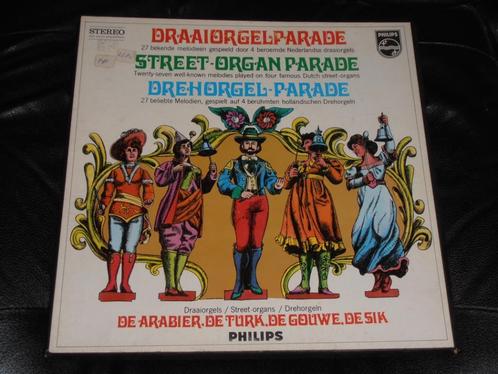 STEREO
DRAAIORGELPARADE
27 bekende melodieën gespeeld door 4 beroemde Nederlandse draaiorgels
STREET-ORGAN PARADE
Twenty-seven well-known melodies played on four famous Dutch street-organs
DREHORGEL-PARADE
27 beliebte Melodien, gespielt auf 4 berühmten holländischen Drehorgeln
PHILIPS
Draaiorgels / Street-organs / Drehorgeln
DE ARABIER, DE TURK, DE GOUWE, DE SIK
PHILIPS